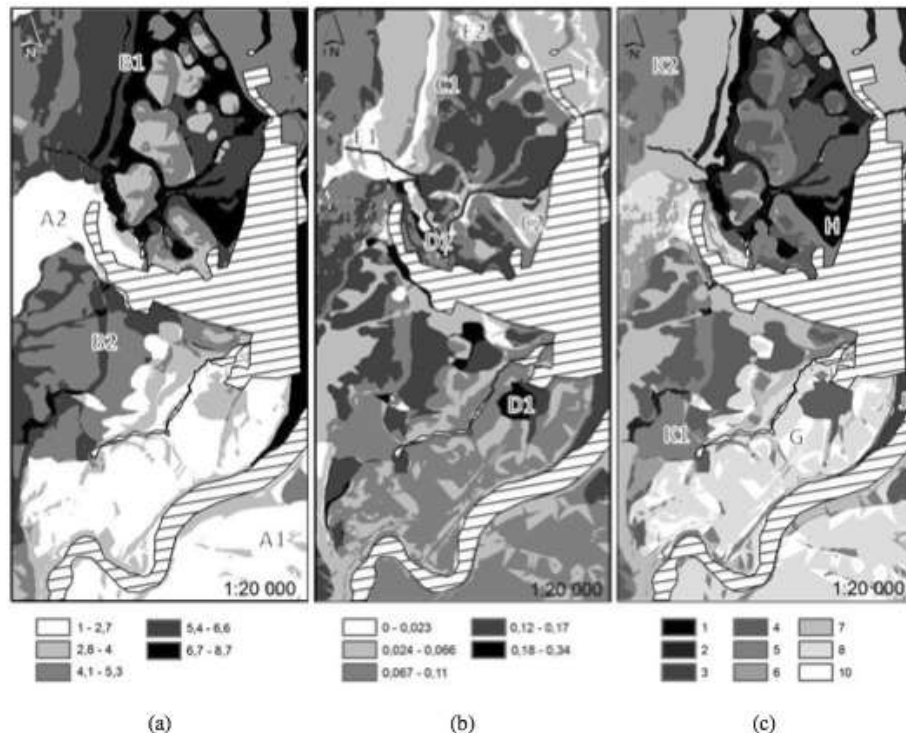 N
B1
A2
B2
A1
1:20 000
N
E2
C1
D2
D1
1:20 000
N
K2
H
I
J
K1
G
1:20 000
1 - 2,7
2,8 - 4
4,1 - 5,3
5,4 - 6,6
6,7 - 8,7
0 - 0,023
0,024 - 0,066
0,067 - 0,11
0,12 - 0,17
0,18 - 0,34
1
2
3
4
5
6
7
8
10
(a)
(b)
(c)